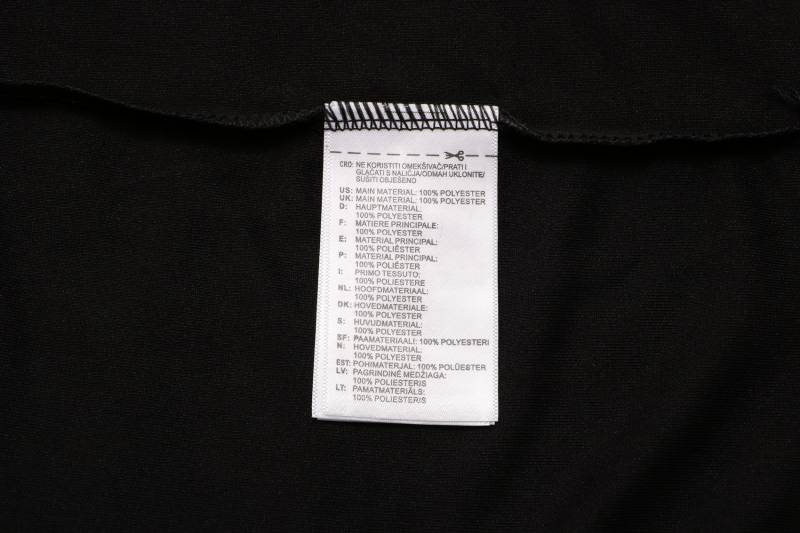 CRO: NE KORISTITI OMEKŠIVAČ/PRATI I
GLAČATI S NALIČJA/ODMAH UKLONITE/
SUŠITI OBJEŠENO
US: MAIN MATERIAL: 100% POLYESTER
UK: MAIN MATERIAL: 100% POLYESTER
D: HAUPTMATERIAL:
100% POLYESTER
F: MATIERE PRINCIPALE:
100% POLYESTER
E: MATERIAL PRINCIPAL:
100% POLIÉSTER
P: MATERIAL PRINCIPAL:
100% POLIÉSTER
I: PRIMO TESSUTO:
100% POLIESTERE
NL: HOOFDMATERIAAL:
100% POLYESTER
DK: HOVEDMATERIALE:
100% POLYESTER
S: HUVUDMATERIAL:
100% POLYESTER
SF: PAAMATERIAALI: 100% POLYESTERI
N: HOVEDMATERIAL:
100% POLYESTER
EST: POHIMATERJAL: 100% POLÜESTER
LV: PAGRINDINĖ MEDŽIAGA:
100% POLIESTERIS
LT: PAMATMATERIĀLS:
100% POLIESTERIS